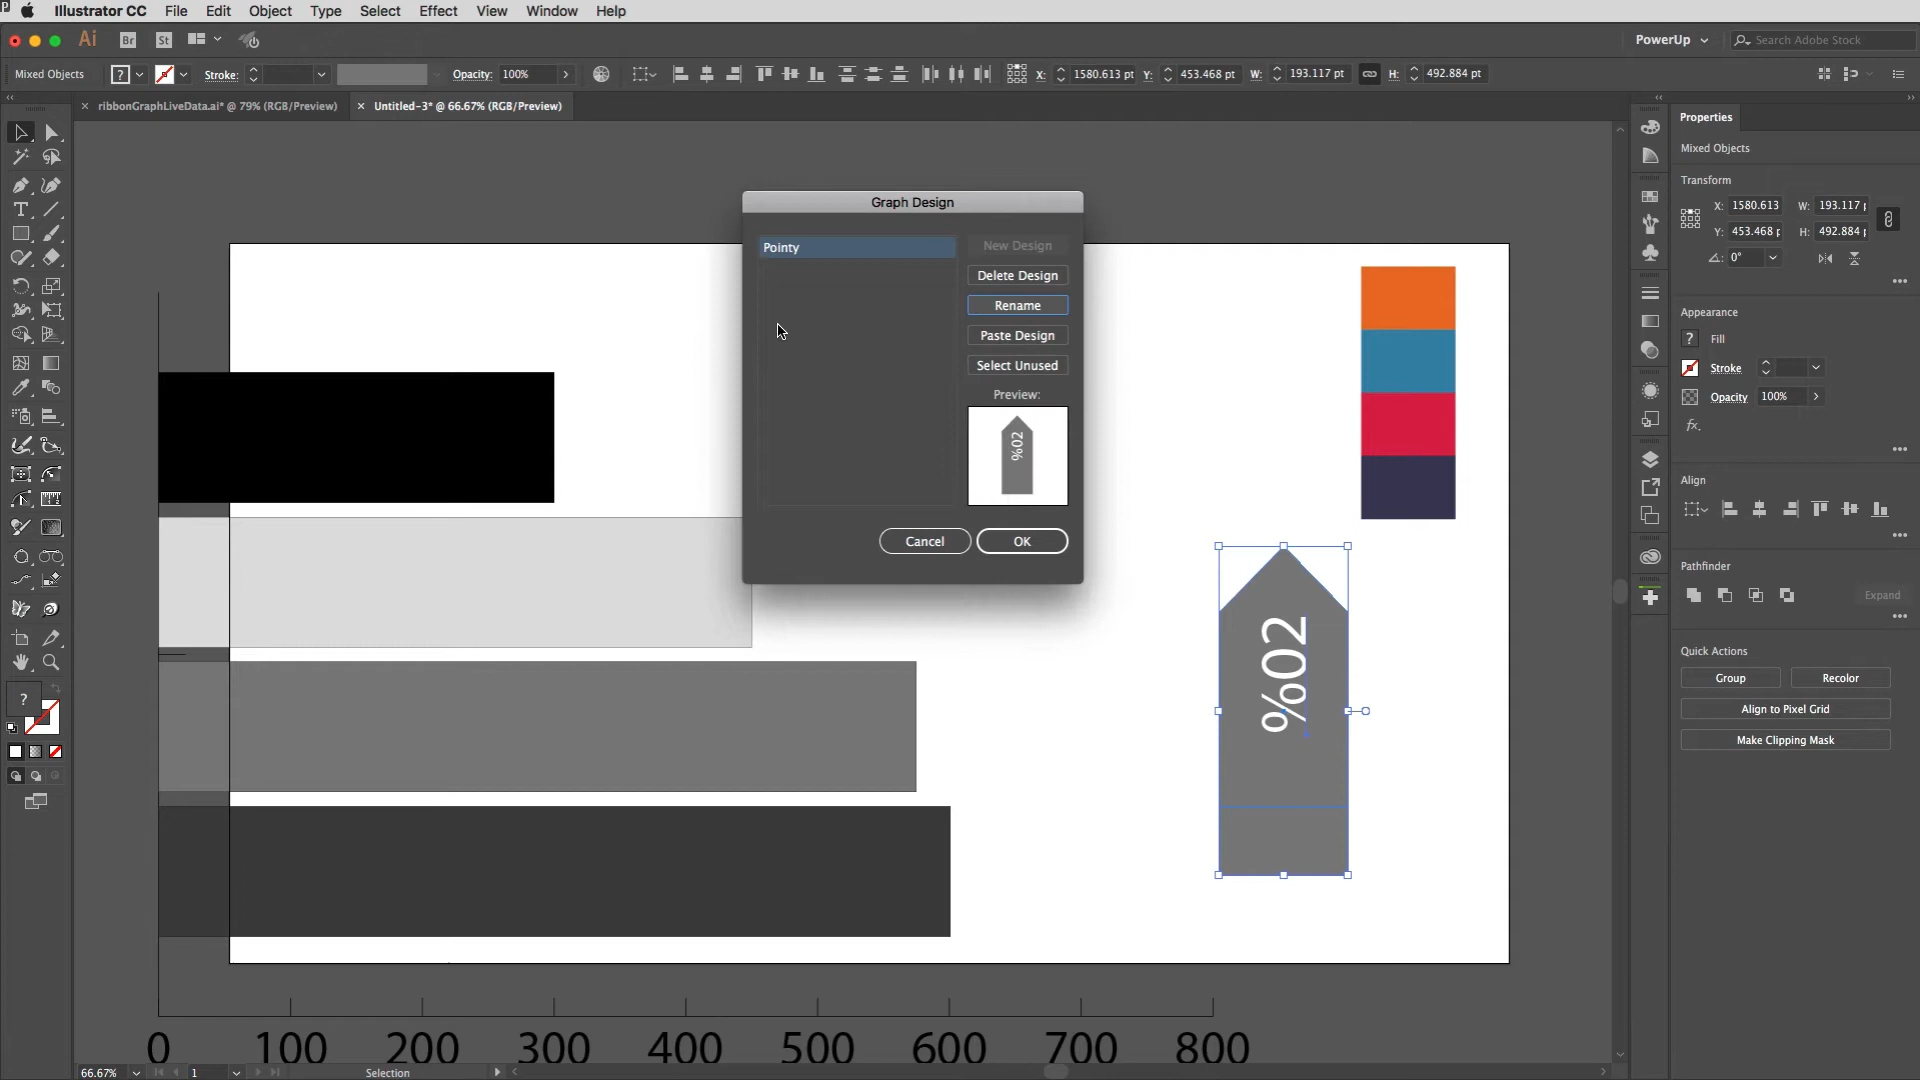 Illustrator CC File Edit Object Type Select Effect View Window Help
Ai Br St PowerUp Search Adobe Stock
Mixed Objects ? Stroke: Opacity: 100% X: 1580.613 pt Y: 453.468 pt W: 193.117 pt H: 492.884 pt
× ribbonGraphLiveData.ai* @ 79% (RGB/Preview) × Untitled-3* @ 66.67% (RGB/Preview)
Graph Design
Pointy
New Design
Delete Design
Rename
Paste Design
Select Unused
Preview:
%02
Cancel OK
%02
Properties
Mixed Objects
Transform
X: 1580.613 W: 193.117 p
Y: 453.468 p H: 492.884 p
0°
Appearance
? Fill
Stroke
Opacity 100%
fx.
Align
Pathfinder
Expand
Quick Actions
Group Recolor
Align to Pixel Grid
Make Clipping Mask
?
0 100 200 300 400 500 600 700 800
66.67% 1 Selection